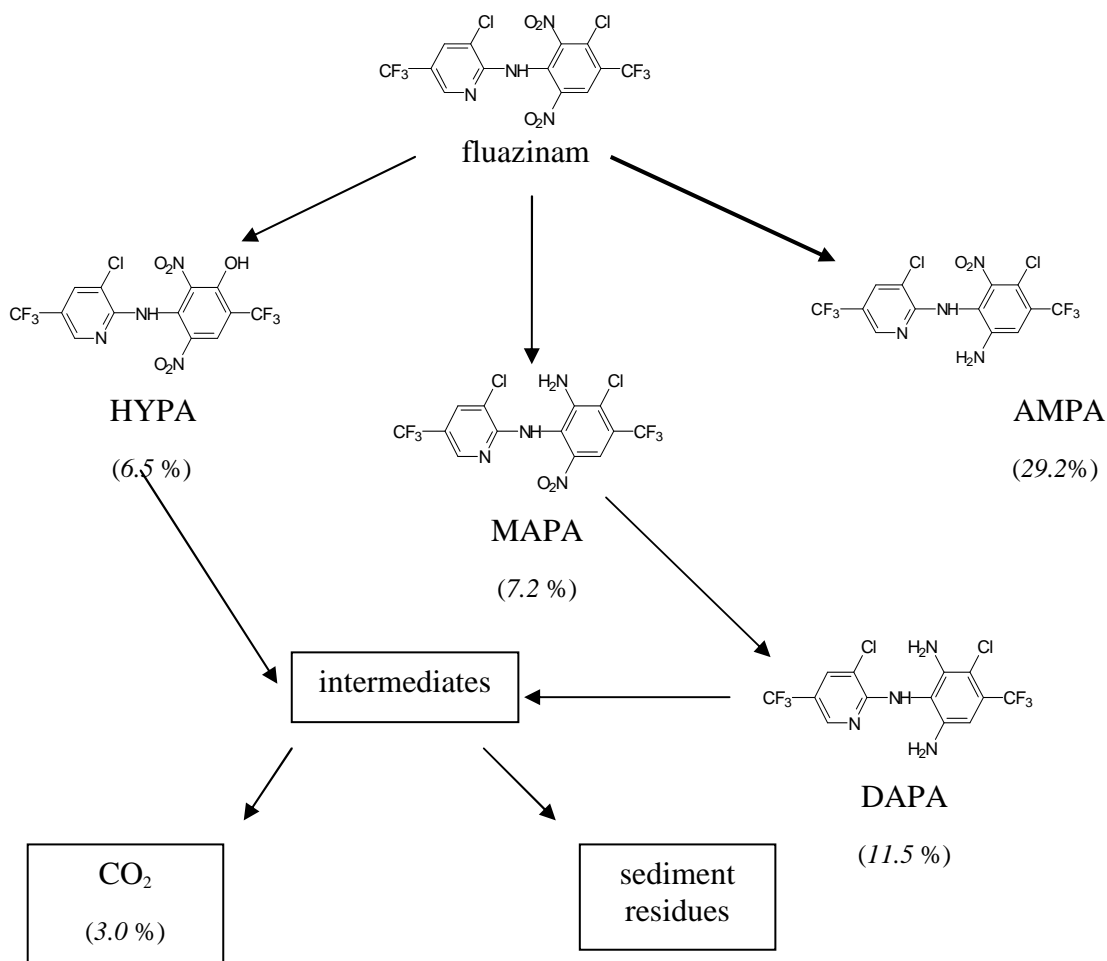 Cl
O₂N
Cl
CF₃
NH
CF₃
N
O₂N
fluazinam
Cl
O₂N
OH
CF₃
NH
CF₃
N
O₂N
HYPA
(6.5 %)
Cl
H₂N
Cl
CF₃
NH
CF₃
N
O₂N
MAPA
(7.2 %)
Cl
O₂N
Cl
CF₃
NH
CF₃
N
H₂N
AMPA
(29.2%)
intermediates
Cl
H₂N
Cl
CF₃
NH
CF₃
N
H₂N
DAPA
(11.5 %)
CO₂
(3.0 %)
sediment
residues